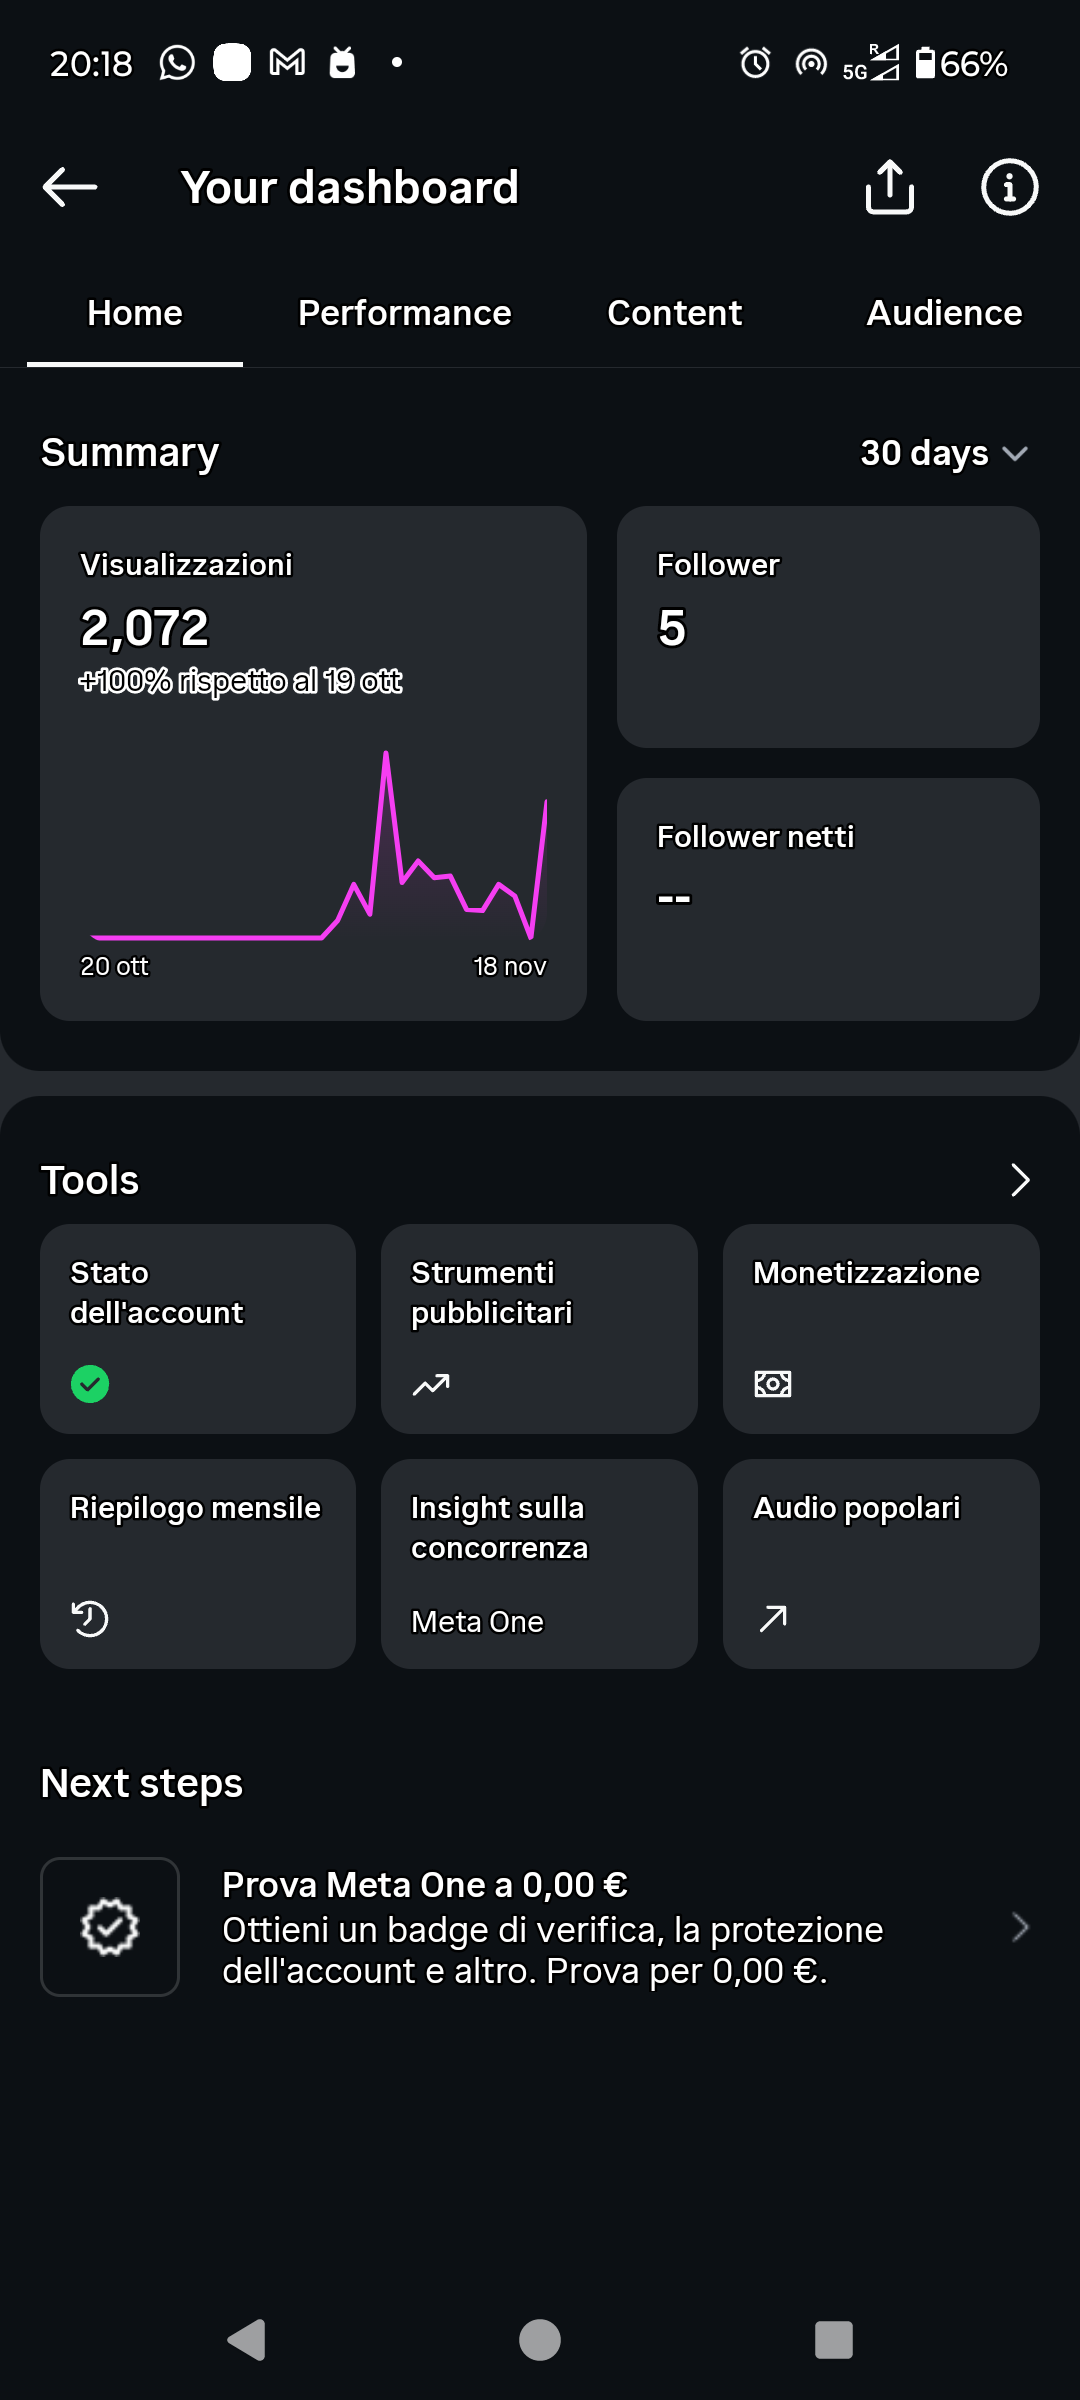 20:18
5G R 66%
Your dashboard
Home Performance Content Audience
Summary
30 days
Visualizzazioni
2,072
+100% rispetto al 19 ott
20 ott 18 nov
Follower
5
Follower netti
--
Tools
Stato
dell'account
Strumenti
pubblicitari
Monetizzazione
Riepilogo mensile
Insight sulla
concorrenza
Meta One
Audio popolari
Next steps
Prova Meta One a 0,00 €
Ottieni un badge di verifica, la protezione
dell'account e altro. Prova per 0,00 €.